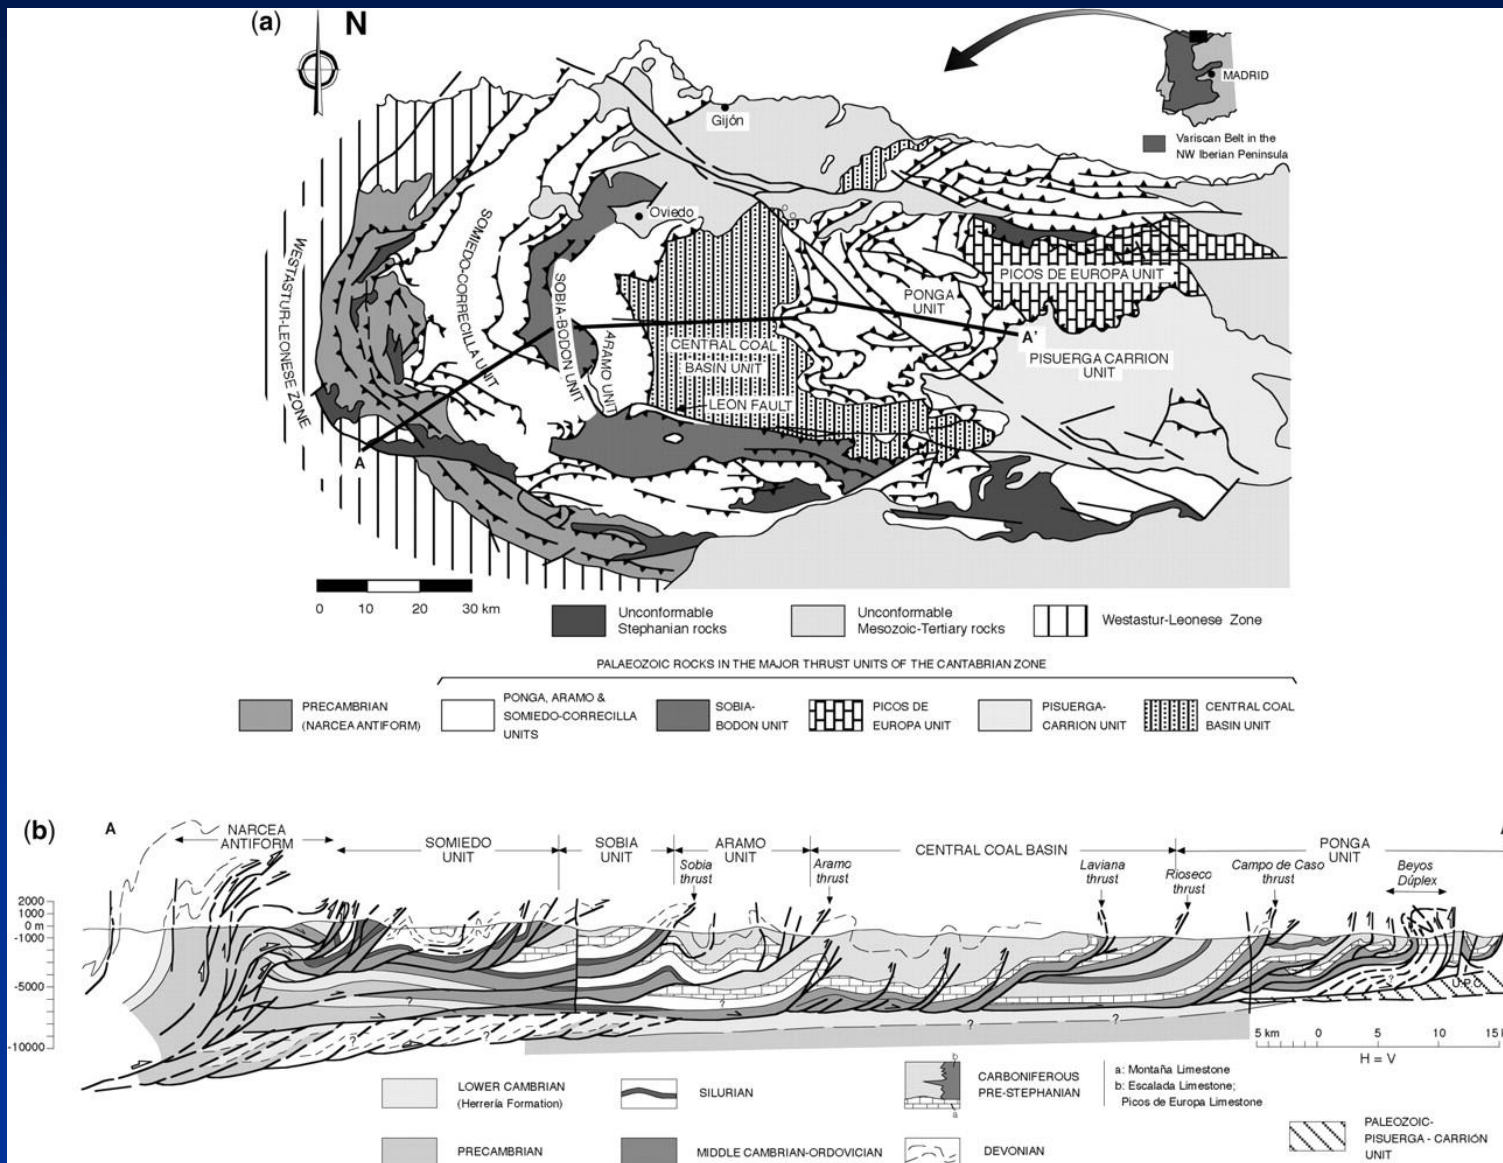 (a)
N
MADRID
Variscan Belt in the
NW Iberian Peninsula
Gijón
Oviedo
WESTASTUR-LEONESE ZONE
SOMIEDO-CORRECILLA UNIT
SOBIA-BODON UNIT
ARAMO UNIT
CENTRAL COAL
BASIN UNIT
LEON FAULT
PONGA
UNIT
PICOS DE EUROPA UNIT
PISUERGA CARRION
UNIT
A
A'
0 10 20 30 km
Unconformable
Stephanian rocks
Unconformable
Mesozoic-Tertiary rocks
Westastur-Leonese Zone
PALAEOZOIC ROCKS IN THE MAJOR THRUST UNITS OF THE CANTABRIAN ZONE
PRECAMBRIAN
(NARCEA ANTIFORM)
PONGA, ARAMO &
SOMIEDO-CORRECILLA
UNITS
SOBIA-
BODON UNIT
PICOS DE
EUROPA UNIT
PISUERGA-
CARRION UNIT
CENTRAL COAL
BASIN UNIT
(b)
A
NARCEA
ANTIFORM
SOMIEDO
UNIT
SOBIA
UNIT
ARAMO
UNIT
CENTRAL COAL BASIN
PONGA
UNIT
Sobia
thrust
Aramo
thrust
Laviana
thrust
Rioseco
thrust
Campo de Caso
thrust
Beyos
Dúplex
2000
1000
0 m
-1000
-5000
-10000
? ? ? ? ? ? ?
U.P.C.
5 km 0 5 10 15
H = V
LOWER CAMBRIAN
(Herrería Formation)
SILURIAN
b
a
CARBONIFEROUS
PRE-STEPHANIAN
a: Montaña Limestone
b: Escalada Limestone;
Picos de Europa Limestone
PRECAMBRIAN
MIDDLE CAMBRIAN-ORDOVICIAN
DEVONIAN
PALEOZOIC-
PISUERGA - CARRIÓN
UNIT